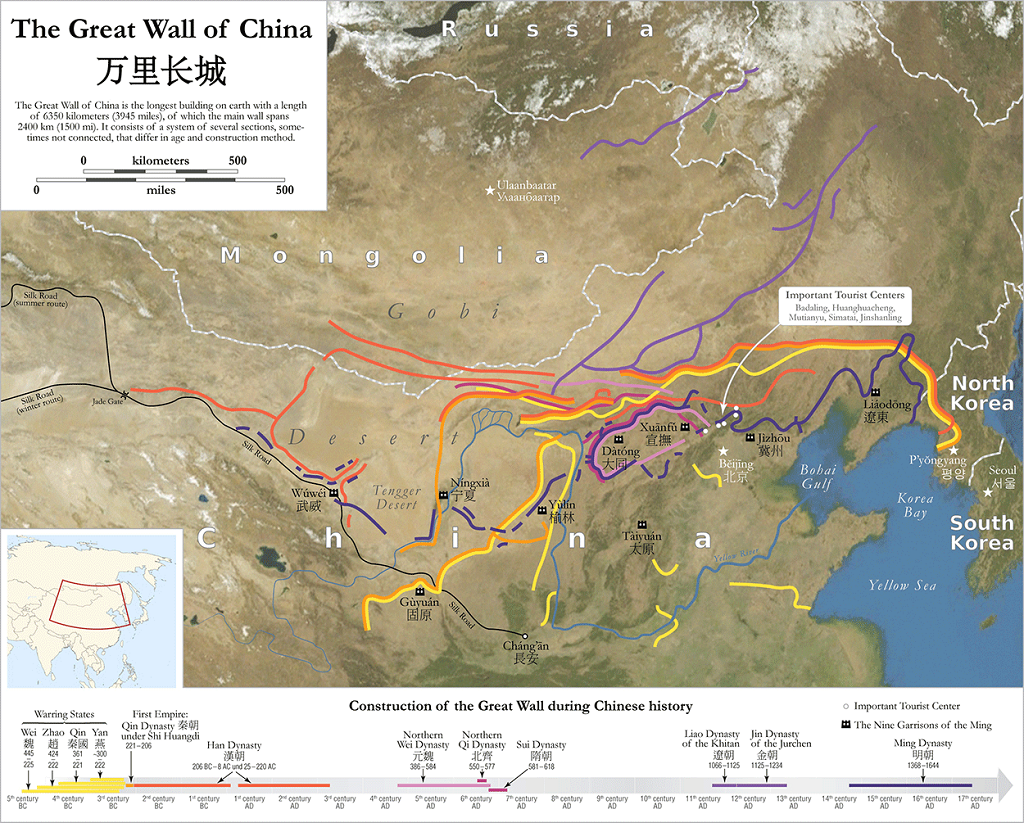 The Great Wall of China
万里长城
The Great Wall of China is the longest building on earth with a length
of 6350 kilometers (3945 miles), of which the main wall spans
2400 km (1500 mi). It consists of a system of several sections, some-
times not connected, that differ in age and construction method.
0 kilometers 500
0 miles 500
Russia
Ulaanbaatar
Улаанбаатар
Mongolia
Gobi
Silk Road
(summer route)
Important Tourist Centers
Badaling, Huanghuacheng,
Mutianyu, Simatai, Jinshanling
Silk Road
(winter route)
Jade Gate
North
Korea
Liáodōng
遼東
Desert
Silk Road
Xuānfǔ
宣撫
Jìzhōu
冀州
Dàtóng
大同
Běijīng
北京
P'yŏngyang
평양
Bohai
Gulf
Seoul
서울
Wǔwēi
武威
Tengger
Desert
Níngxià
宁夏
Yúlín
榆林
Korea
Bay
China
Tàiyuán
太原
South
Korea
Yellow River
Yellow Sea
Gùyuán
固原
Silk Road
Cháng'ān
長安
Construction of the Great Wall during Chinese history
Important Tourist Center
The Nine Garrisons of the Ming
Warring States
Wei
魏
445
225
Zhao
趙
424
222
Qin
秦國
361
221
Yan
燕
~300
222
First Empire:
Qin Dynasty 秦朝
under Shi Huangdi
221–206
Han Dynasty
漢朝
206 BC–8 AC und 25–220 AC
Northern
Wei Dynasty
元魏
386–584
Northern
Qi Dynasty
北齊
550–577
Sui Dynasty
隋朝
581–618
Liao Dynasty
of the Khitan
遼朝
1066–1125
Jin Dynasty
of the Jurchen
金朝
1125–1234
Ming Dynasty
明朝
1368–1644
5th century
BC
4th century
BC
3rd century
BC
2nd century
BC
1st century
BC
1st century
AD
2nd century
AD
3rd century
AD
4th century
AD
5th century
AD
6th century
AD
7th century
AD
8th century
AD
9th century
AD
10th century
AD
11th century
AD
12th century
AD
13th century
AD
14th century
AD
15th century
AD
16th century
AD
17th century
AD